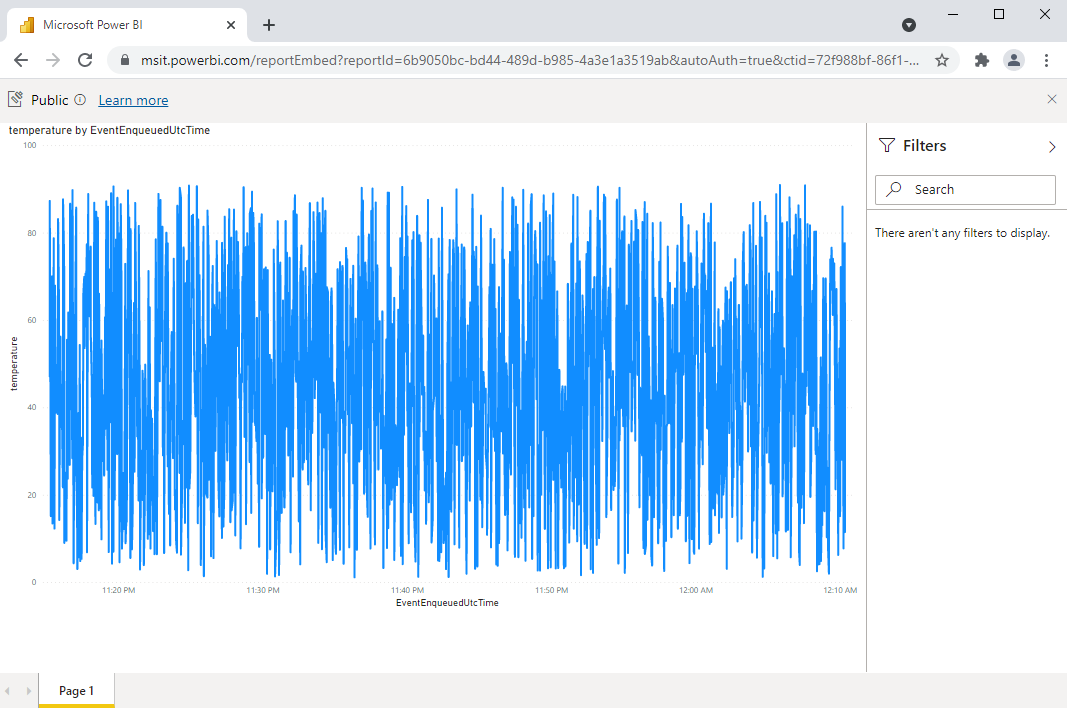 Microsoft Power BI
msit.powerbi.com/reportEmbed?reportId=6b9050bc-bd44-489d-b985-4a3e1a3519ab&autoAuth=true&ctid=72f988bf-86f1-...
Public Learn more
temperature by EventEnqueuedUtcTime
100
80
60
40
20
0
temperature
11:20 PM 11:30 PM 11:40 PM 11:50 PM 12:00 AM 12:10 AM
EventEnqueuedUtcTime
Filters
Search
There aren't any filters to display.
Page 1